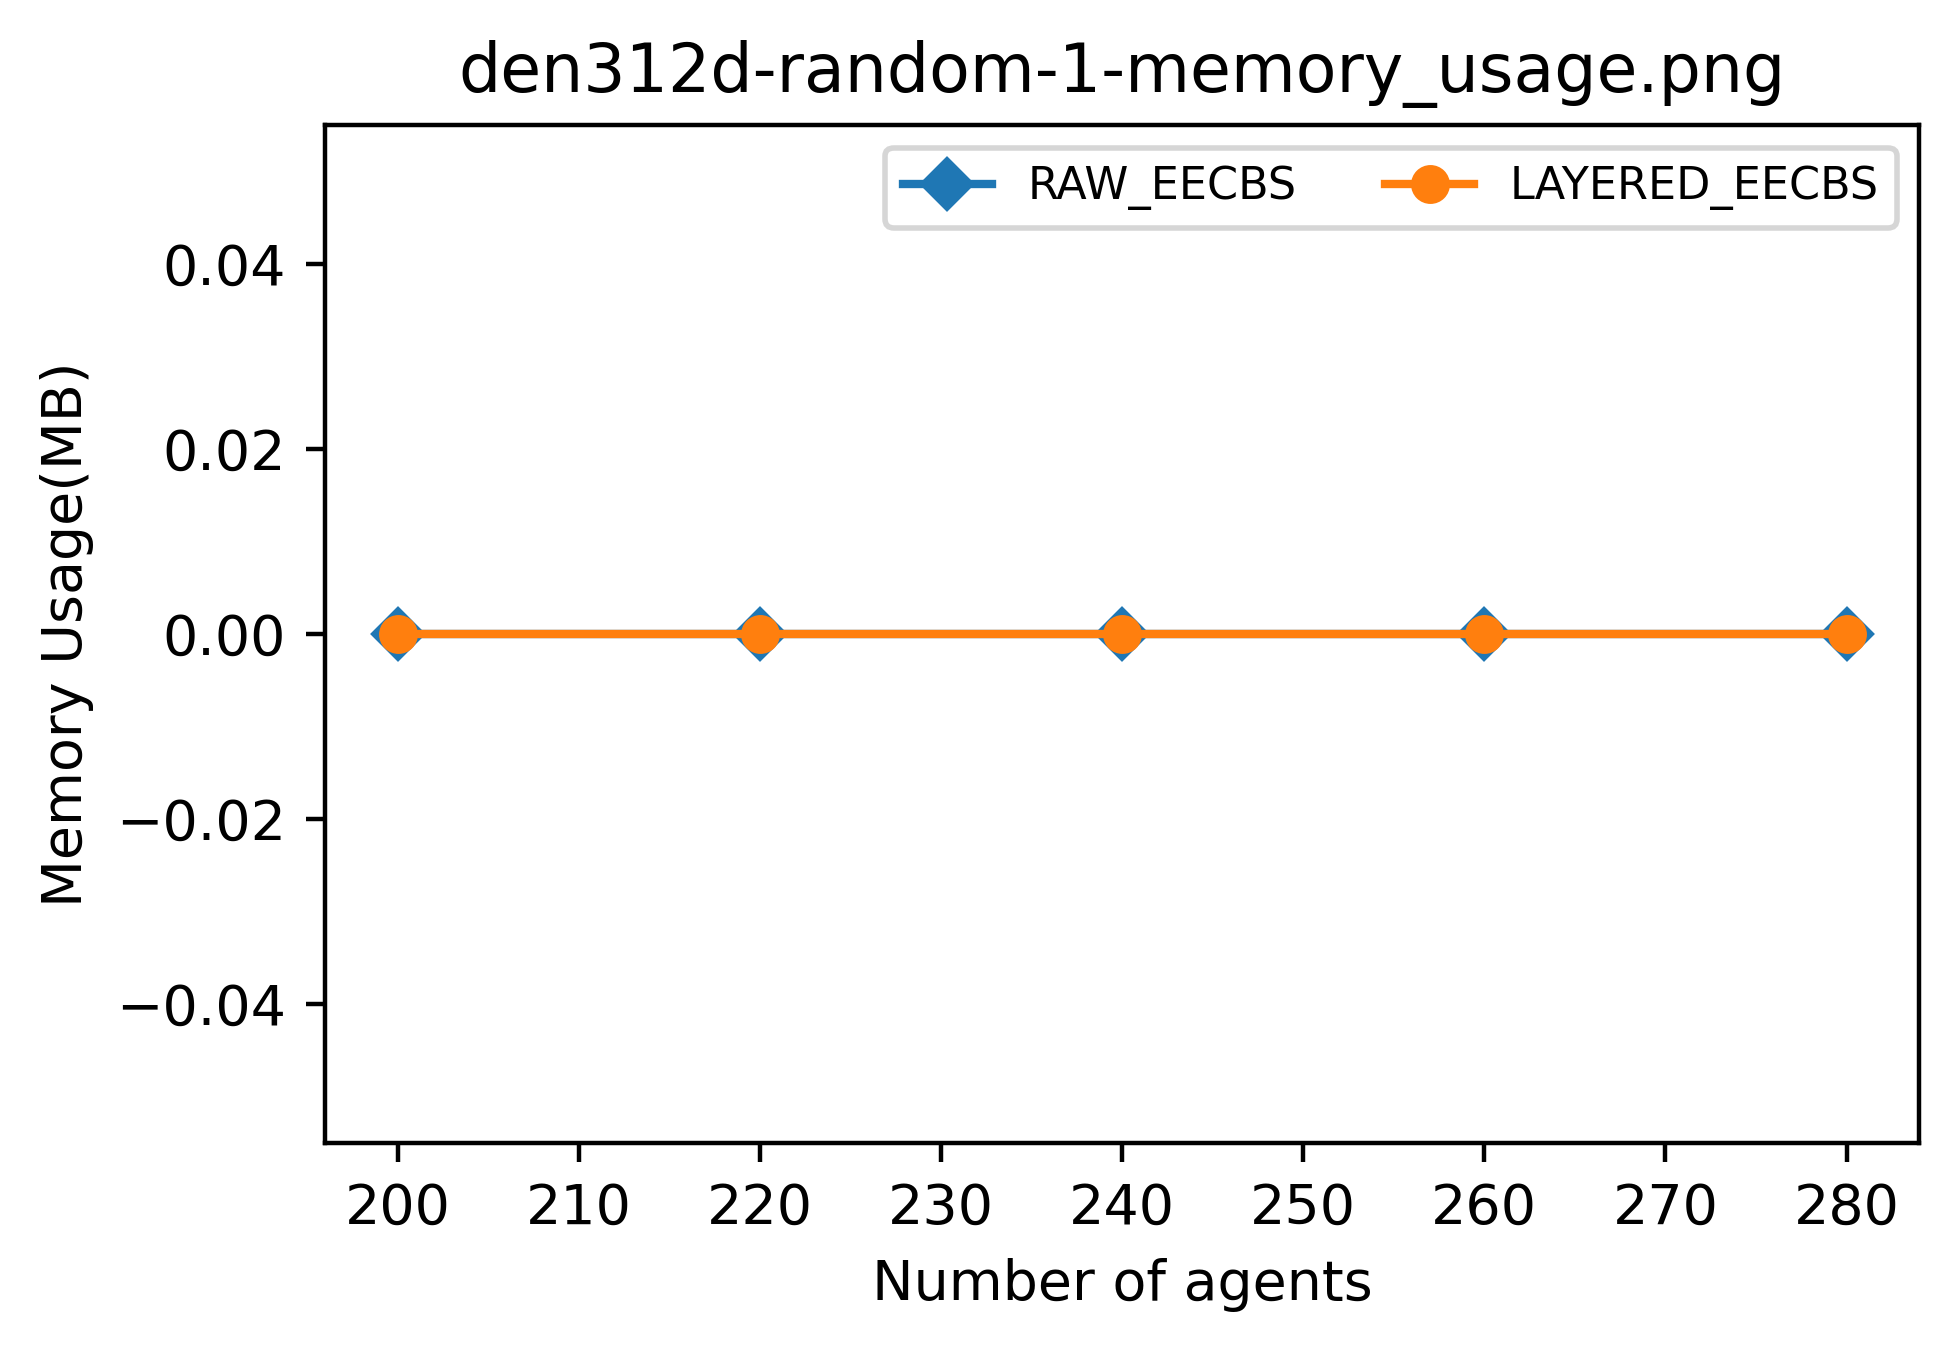 den312d-random-1-memory_usage.png
RAW_EECBS
LAYERED_EECBS
Memory Usage(MB)
0.04
0.02
0.00
−0.02
−0.04
200 210 220 230 240 250 260 270 280
Number of agents